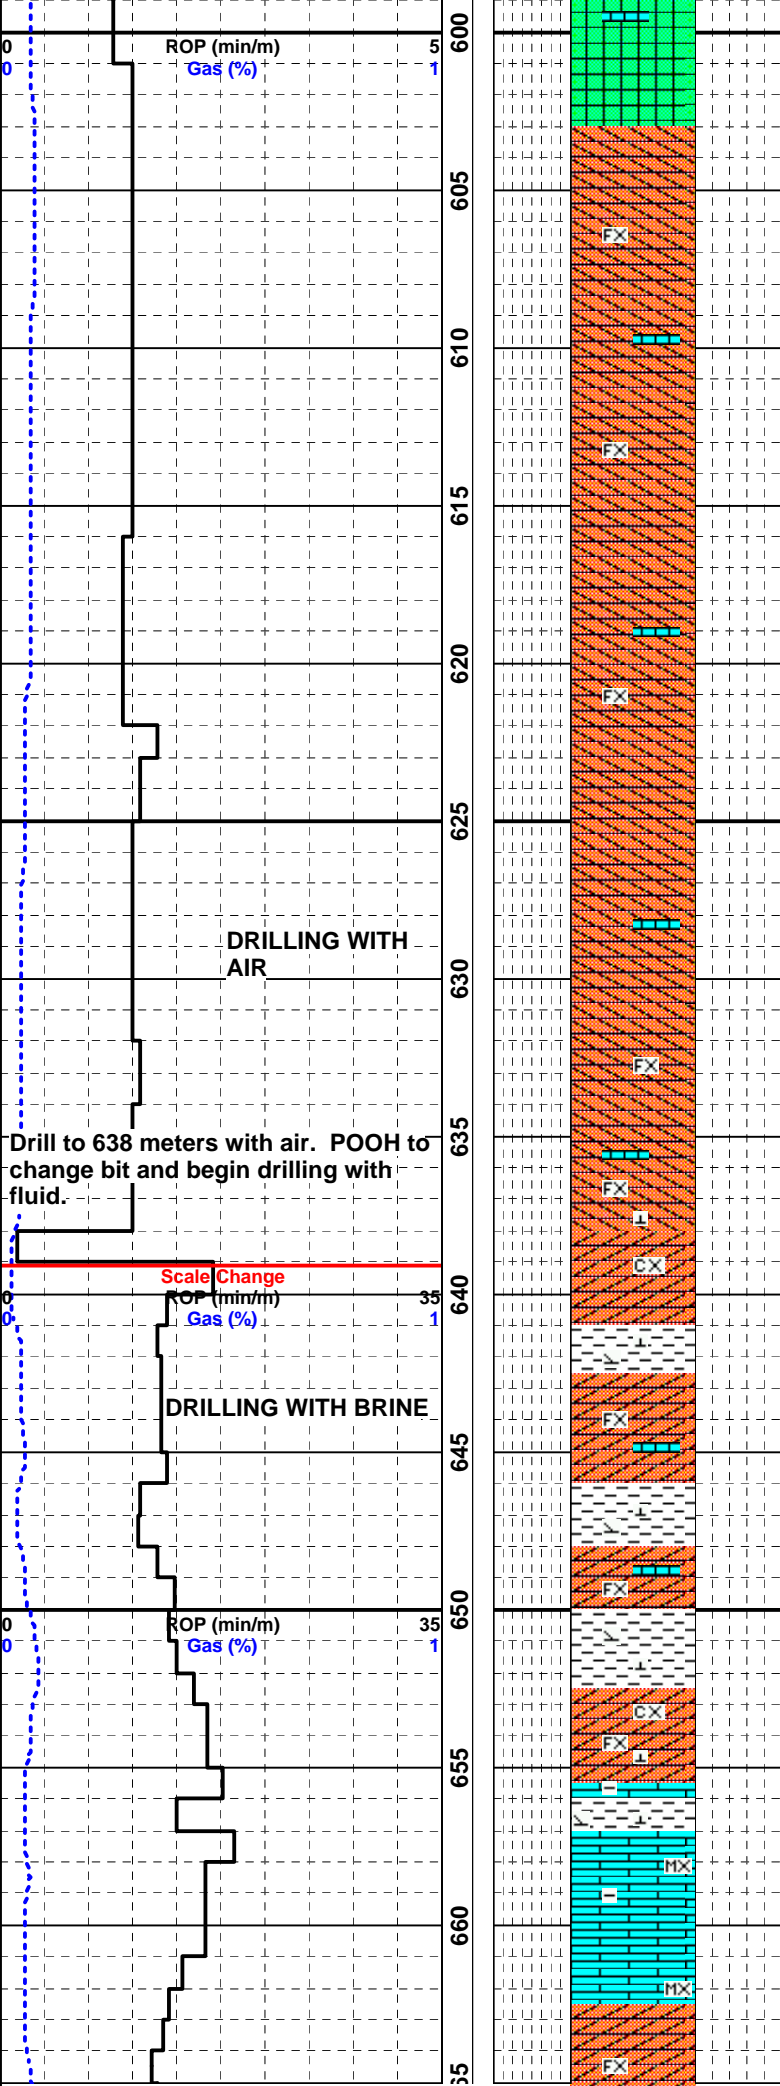 600
0 ROP (min/m) 5
0 Gas (%) 1
605
FX
610
FX
615
620
FX
625
DRILLING WITH
AIR
630
FX
635
Drill to 638 meters with air. POOH to
change bit and begin drilling with
fluid.
FX
CX
Scale Change
640
0 ROP (min/m) 35
0 Gas (%) 1
DRILLING WITH BRINE
FX
645
FX
650
0 ROP (min/m) 35
0 Gas (%) 1
CX
FX
655
MX
660
MX
FX
65